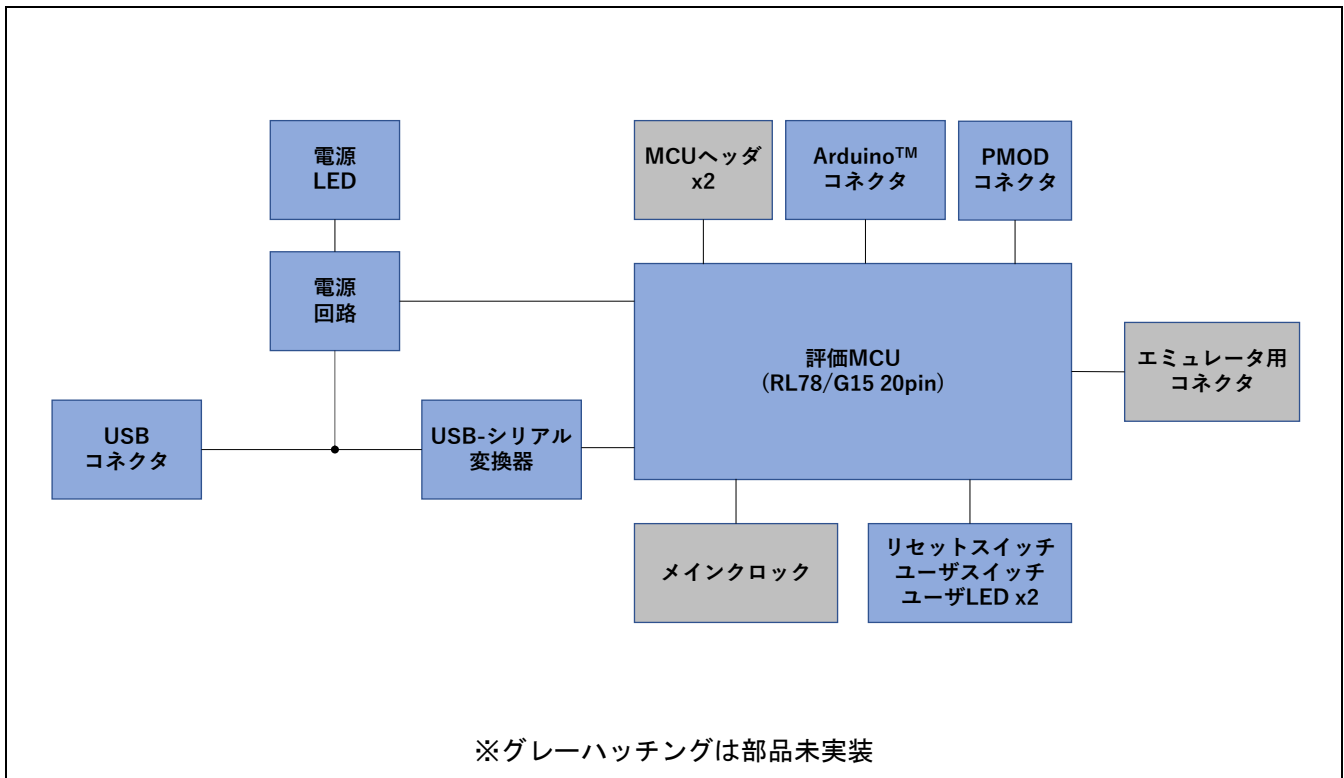 電源
LED
MCUヘッダ
x2
Arduino™
コネクタ
PMOD
コネクタ
電源
回路
評価MCU
(RL78/G15 20pin)
エミュレータ用
コネクタ
USB
コネクタ
USB-シリアル
変換器
メインクロック
リセットスイッチ
ユーザスイッチ
ユーザLED x2
※グレーハッチングは部品未実装